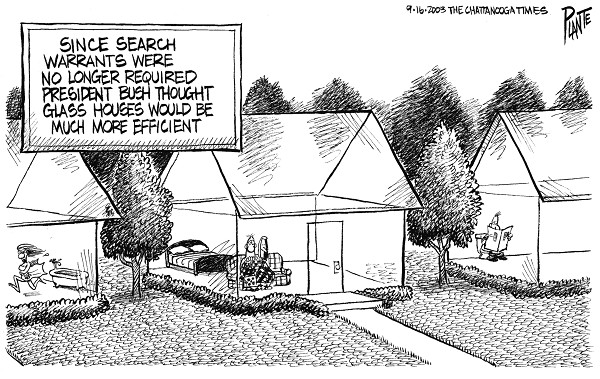 9-16-2003 THE CHATTANOOGA TIMES
PLANTE
SINCE SEARCH
WARRANTS WERE
NO LONGER REQUIRED
PRESIDENT BUSH THOUGHT
GLASS HOUSES WOULD BE
MUCH MORE EFFICIENT